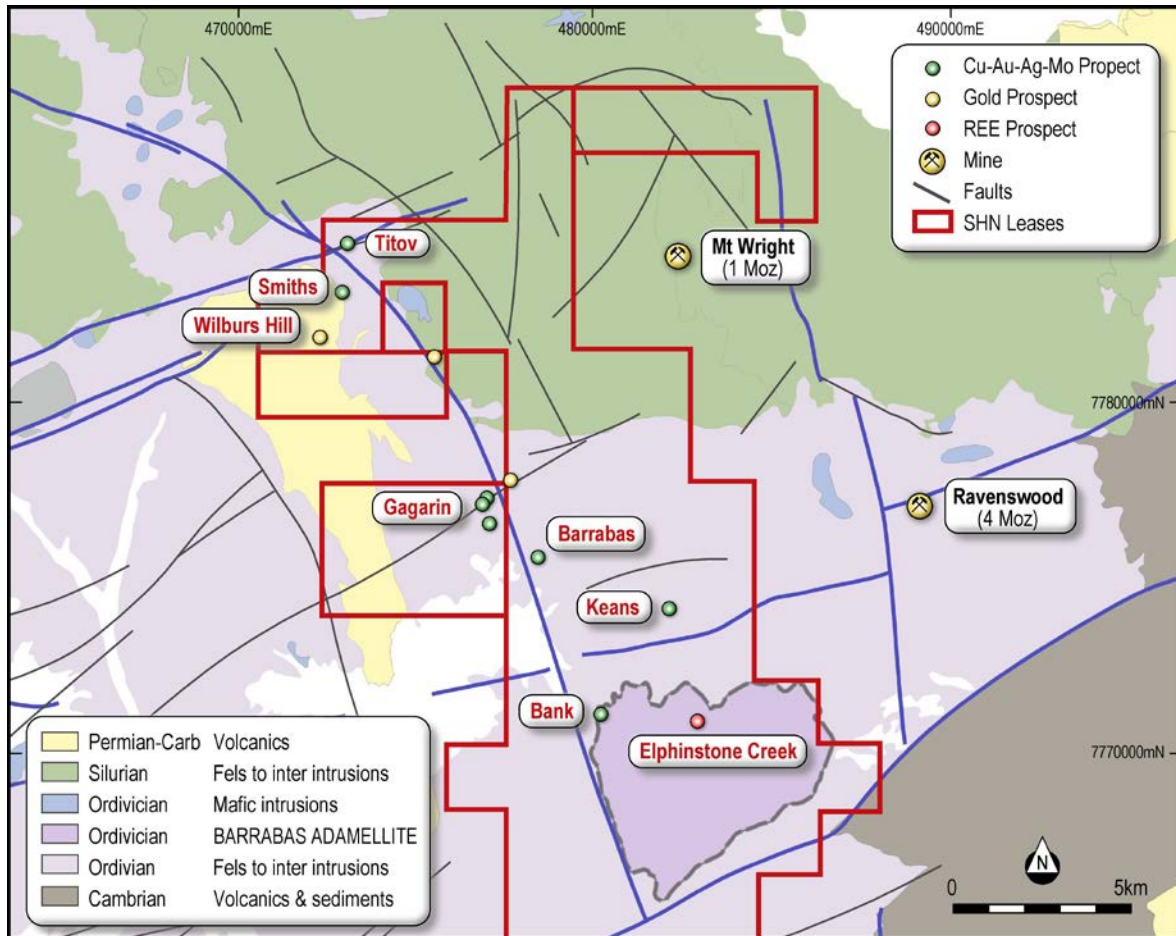 470000mE
480000mE
490000mE
Cu-Au-Ag-Mo Propect
Gold Prospect
REE Prospect
Mine
Faults
SHN Leases
Titov
Mt Wright
(1 Moz)
Smiths
Wilburs Hill
7780000mN
Gagarin
Ravenswood
(4 Moz)
Barrabas
Keans
Bank
Elphinstone Creek
7770000mN
Permian-Carb Volcanics
Silurian Fels to inter intrusions
Ordivician Mafic intrusions
Ordivician BARRABAS ADAMELLITE
Ordivian Fels to inter intrusions
Cambrian Volcanics & sediments
N
0 5km